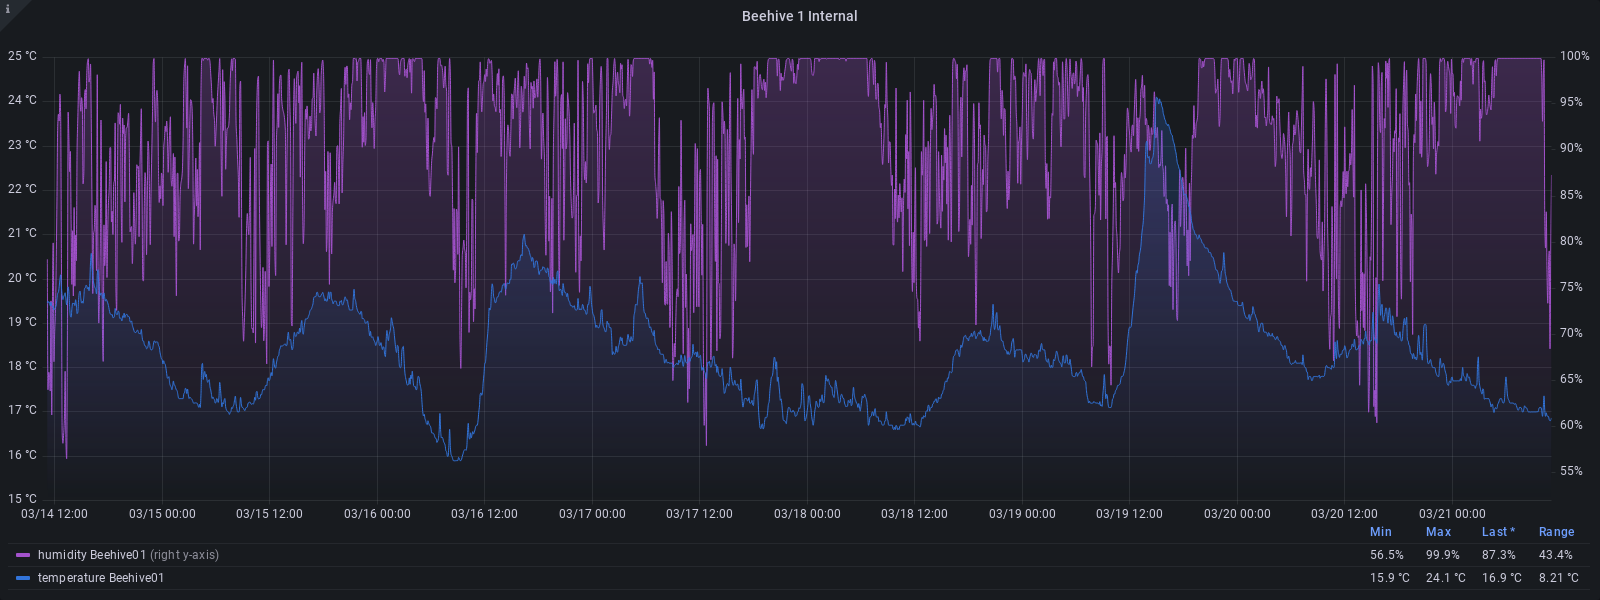 i
Beehive 1 Internal
25 °C 100%
24 °C 95%
23 °C 90%
22 °C 85%
21 °C 80%
20 °C 75%
19 °C 70%
18 °C 65%
17 °C 60%
16 °C 55%
15 °C
03/14 12:00 03/15 00:00 03/15 12:00 03/16 00:00 03/16 12:00 03/17 00:00 03/17 12:00 03/18 00:00 03/18 12:00 03/19 00:00 03/19 12:00 03/20 00:00 03/20 12:00 03/21 00:00
Min Max Last * Range
humidity Beehive01 (right y-axis) 56.5% 99.9% 87.3% 43.4%
temperature Beehive01 15.9 °C 24.1 °C 16.9 °C 8.21 °C